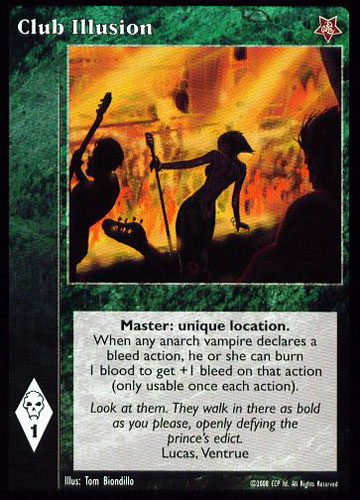 Club Illusion
Master: unique location.
When any anarch vampire declares a
bleed action, he or she can burn
1 blood to get +1 bleed on that action
(only usable once each action).
Look at them. They walk in there as bold
as you please, openly defying the
prince's edict.
Lucas, Ventrue
1
Illus: Tom Biondillo
©2008 CCP hf. All Rights Reserved